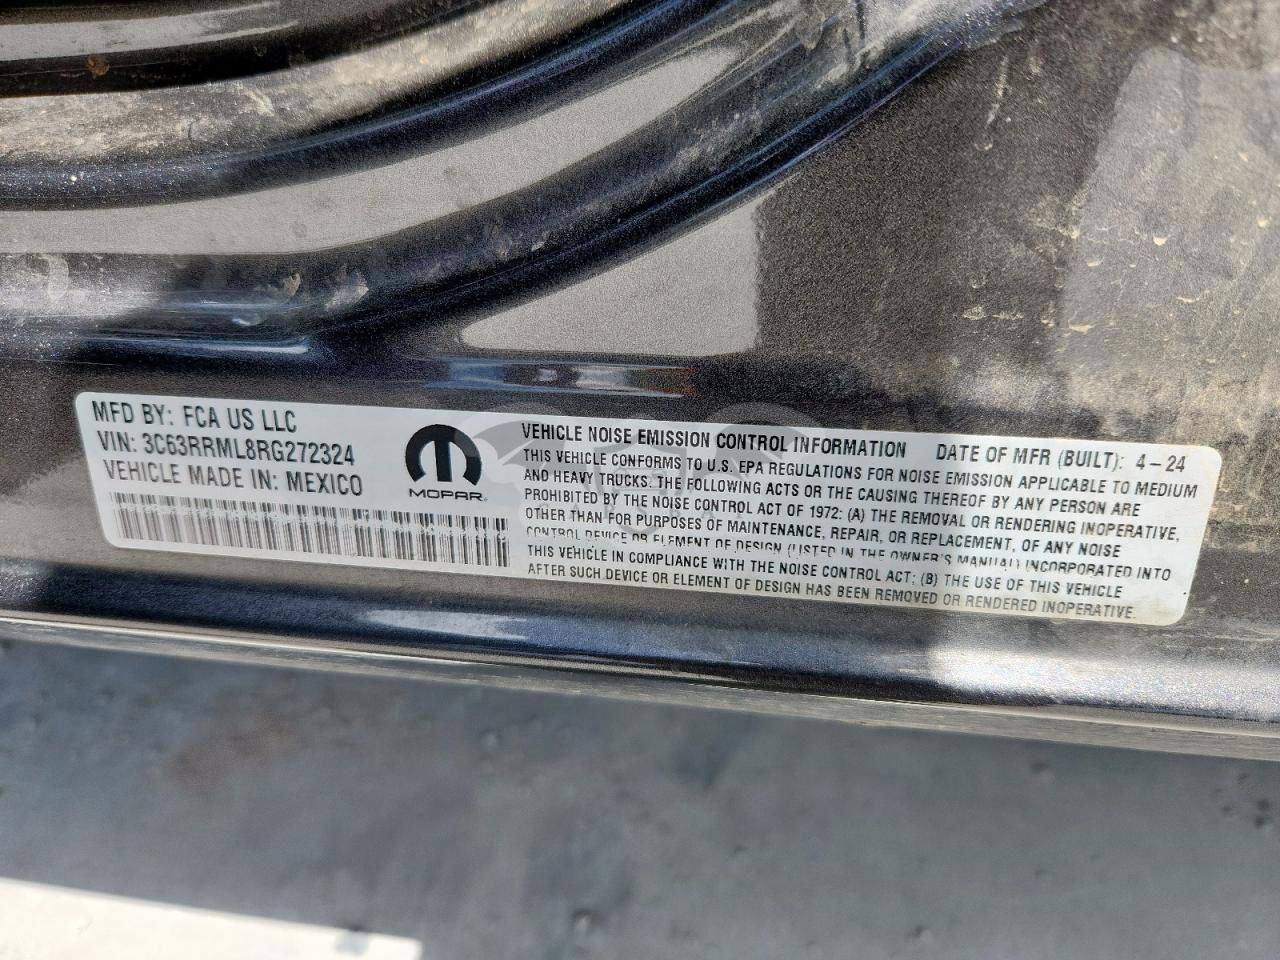 MFD BY: FCA US LLC
VIN: 3C63RRML8RG272324
VEHICLE MADE IN: MEXICO
MOPAR
VEHICLE NOISE EMISSION CONTROL INFORMATION DATE OF MFR (BUILT): 4-24
THIS VEHICLE CONFORMS TO U.S. EPA REGULATIONS FOR NOISE EMISSION APPLICABLE TO MEDIUM
AND HEAVY TRUCKS. THE FOLLOWING ACTS OR THE CAUSING THEREOF BY ANY PERSON ARE
PROHIBITED BY THE NOISE CONTROL ACT OF 1972: (A) THE REMOVAL OR RENDERING INOPERATIVE,
OTHER THAN FOR PURPOSES OF MAINTENANCE, REPAIR, OR REPLACEMENT, OF ANY NOISE
CONTROL DEVICE OR ELEMENT OF DESIGN (LISTED IN THE OWNER'S MANUAL) INCORPORATED INTO
THIS VEHICLE IN COMPLIANCE WITH THE NOISE CONTROL ACT; (B) THE USE OF THIS VEHICLE
AFTER SUCH DEVICE OR ELEMENT OF DESIGN HAS BEEN REMOVED OR RENDERED INOPERATIVE.